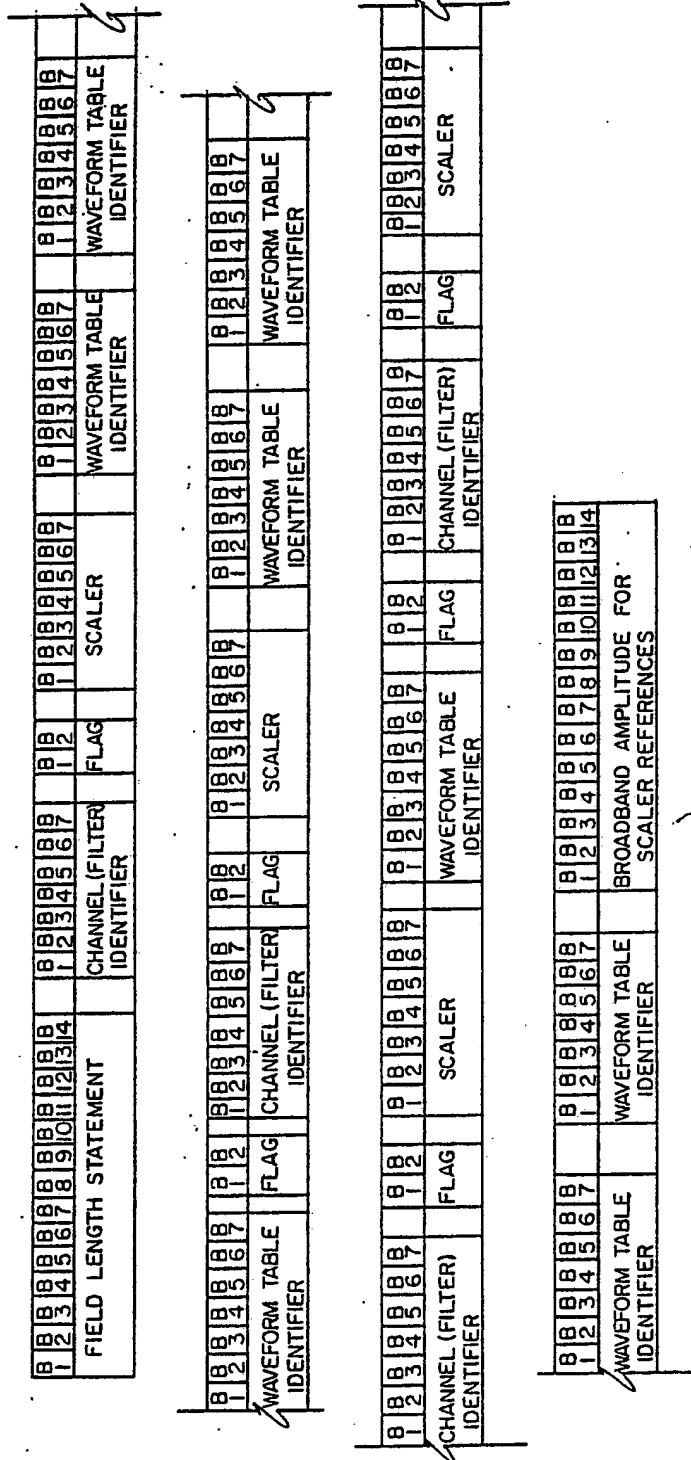 B B B B B B B B B B B B B B B B B B B B B B B B B B B B B B B B B B B B B B B B B B B B
1 2 3 4 5 6 7 8 9 10 11 12 13 14 1 2 3 4 5 6 7 1 2 1 2 3 4 5 6 7 1 2 3 4 5 6 7 1 2 3 4 5 6 7
FIELD LENGTH STATEMENT CHANNEL (FILTER) FLAG SCALER WAVEFORM TABLE WAVEFORM TABLE
IDENTIFIER IDENTIFIER IDENTIFIER
B B B B B B B B B B B B B B B B B B B B B B B B B B B B B B B B B B B B B B B
1 2 3 4 5 6 7 1 2 1 2 3 4 5 6 7 1 2 1 2 3 4 5 6 7 1 2 3 4 5 6 7 1 2 3 4 5 6 7
WAVEFORM TABLE FLAG CHANNEL (FILTER) FLAG SCALER WAVEFORM TABLE WAVEFORM TABLE
IDENTIFIER IDENTIFIER IDENTIFIER IDENTIFIER
B B B B B B B B B B B B B B B B B B B B B B B B B B B B B B B B B B B B B B B B B
1 2 3 4 5 6 7 1 2 1 2 3 4 5 6 7 1 2 3 4 5 6 7 1 2 1 2 3 4 5 6 7 1 2 1 2 3 4 5 6 7
CHANNEL (FILTER) FLAG SCALER WAVEFORM TABLE FLAG CHANNEL (FILTER) FLAG SCALER
IDENTIFIER IDENTIFIER IDENTIFIER
B B B B B B B B B B B B B B B B B B B B B B B B B B B B
1 2 3 4 5 6 7 1 2 3 4 5 6 7 1 2 3 4 5 6 7 8 9 10 11 12 13 14
WAVEFORM TABLE WAVEFORM TABLE BROADBAND AMPLITUDE FOR
IDENTIFIER IDENTIFIER SCALER REFERENCES